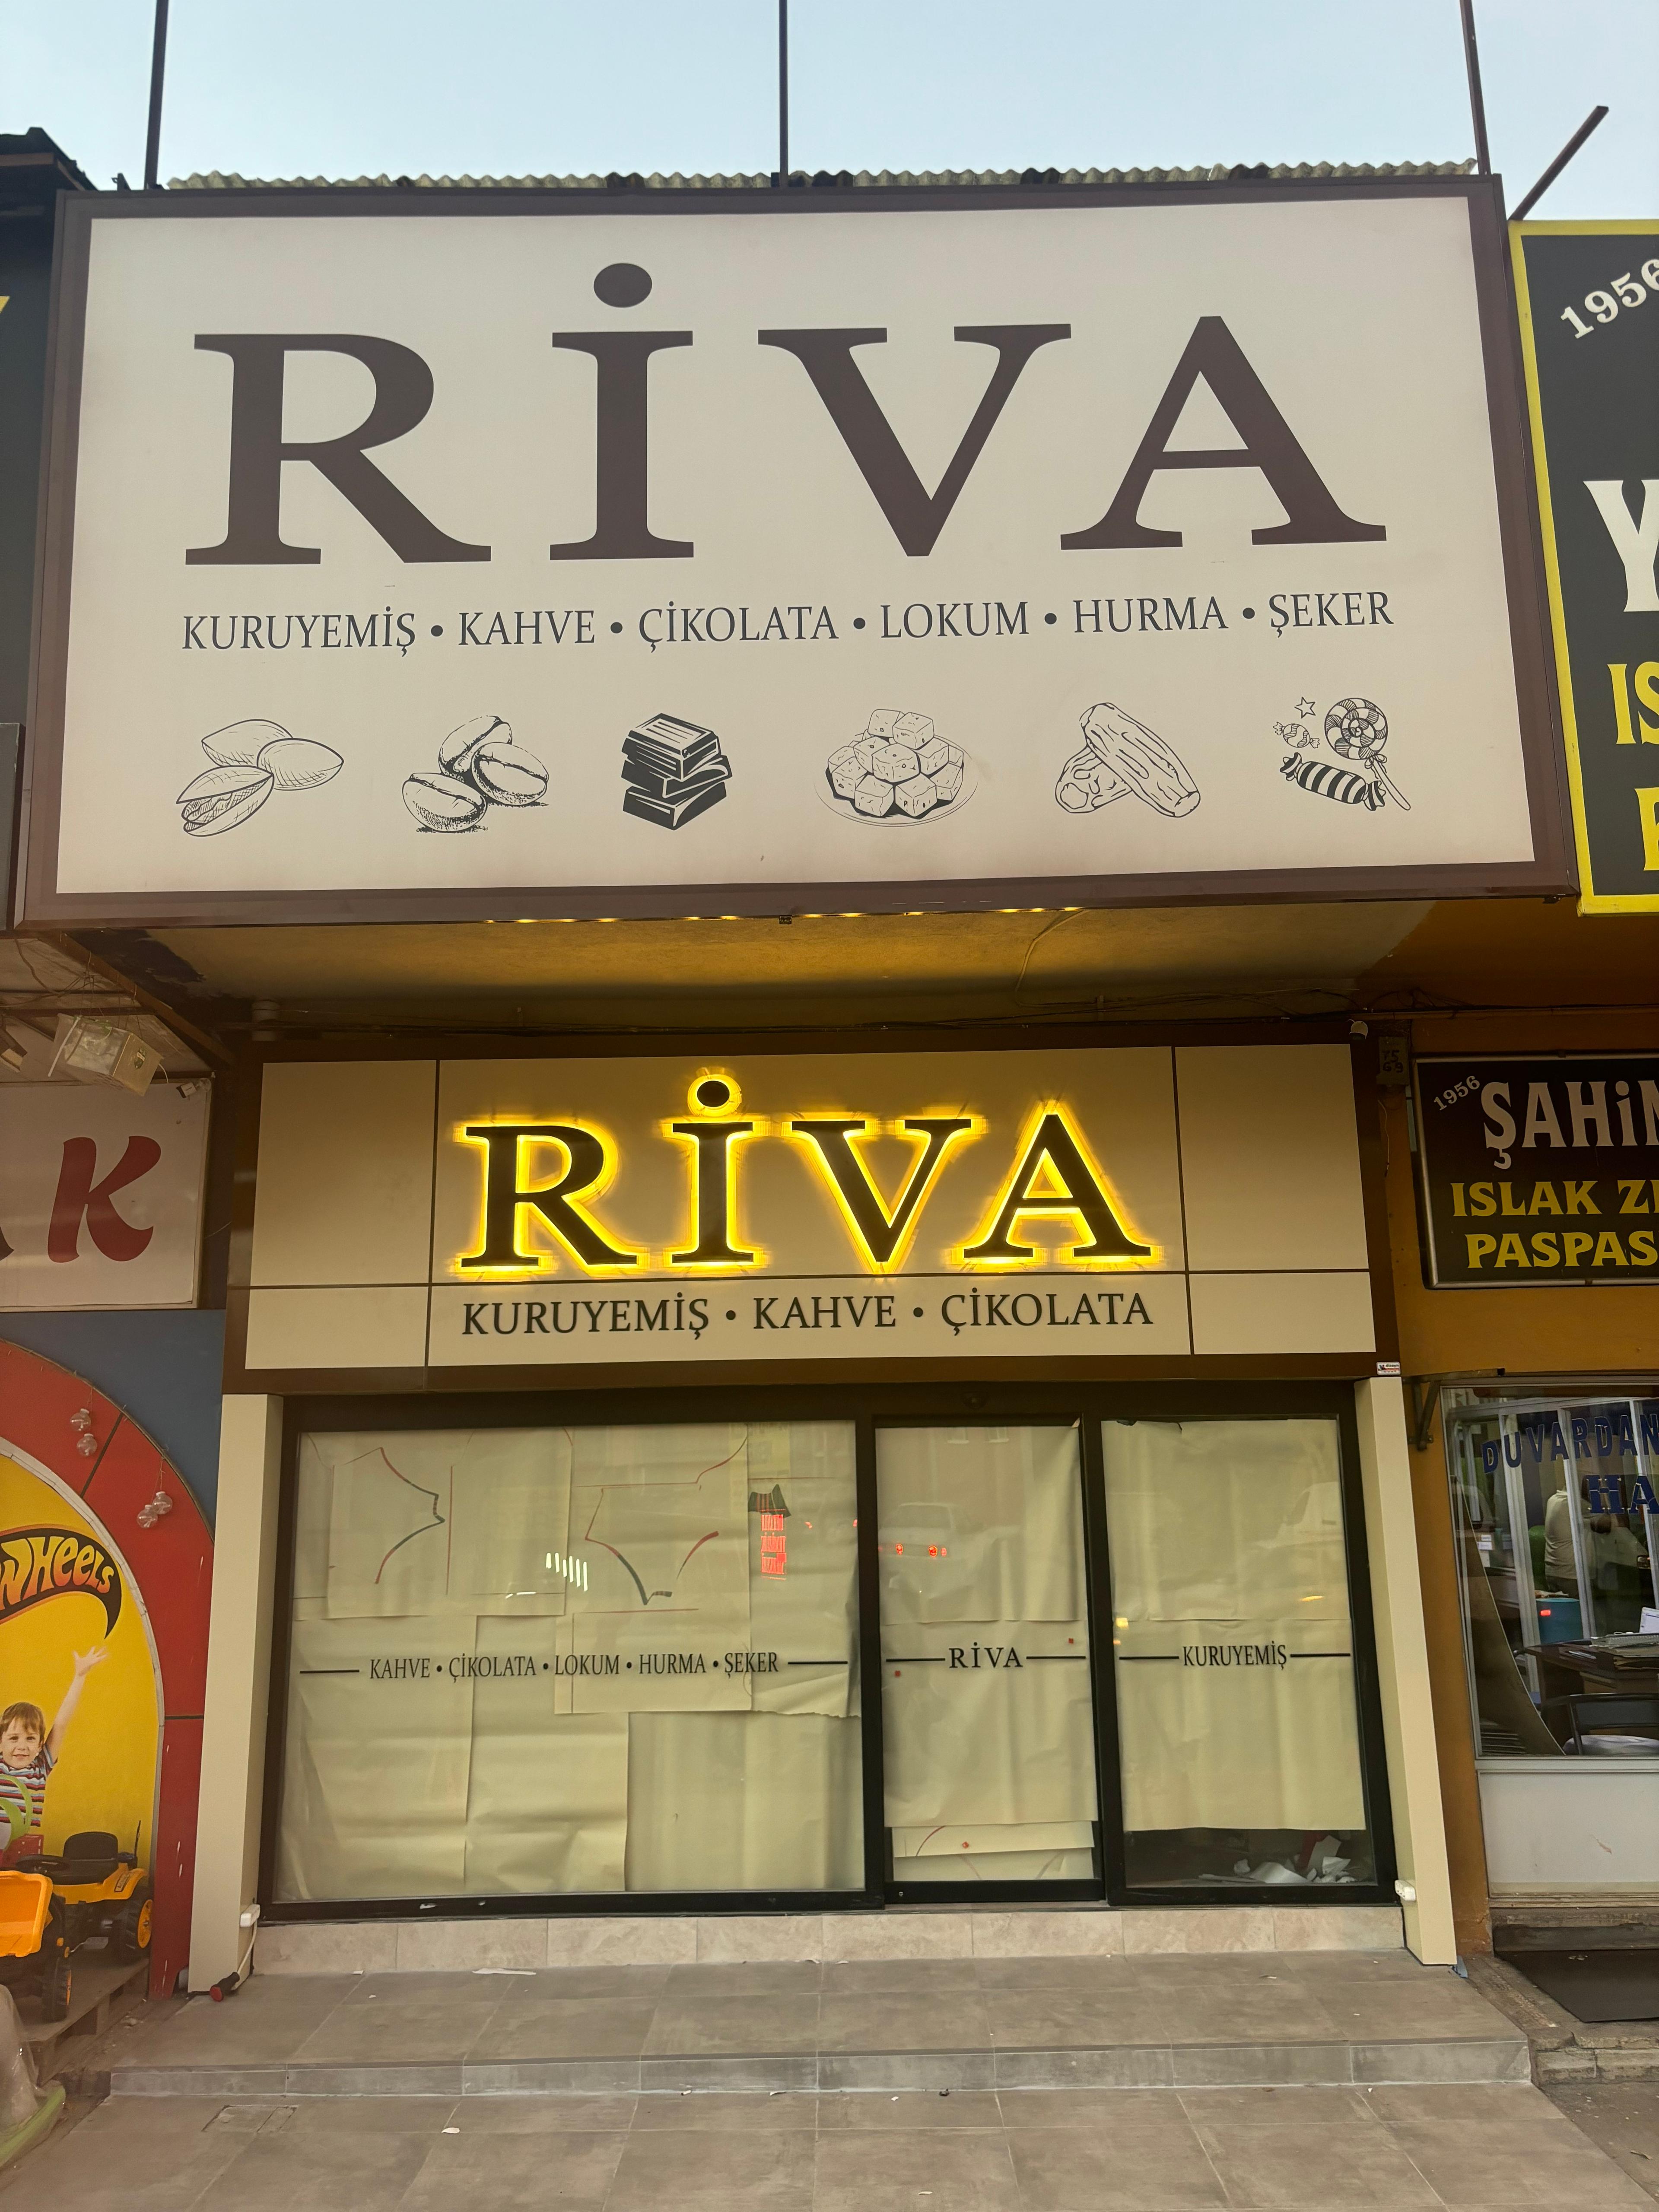 RİVA
KURUYEMİŞ • KAHVE • ÇİKOLATA • LOKUM • HURMA • ŞEKER
1956
Y
RİVA
KURUYEMİŞ • KAHVE • ÇİKOLATA
K
1956
ŞAHİN
ISLAK
PASPAS
DUVARDAN
WHEELS
KAHVE • ÇİKOLATA • LOKUM • HURMA • ŞEKER
RİVA
KURUYEMİŞ